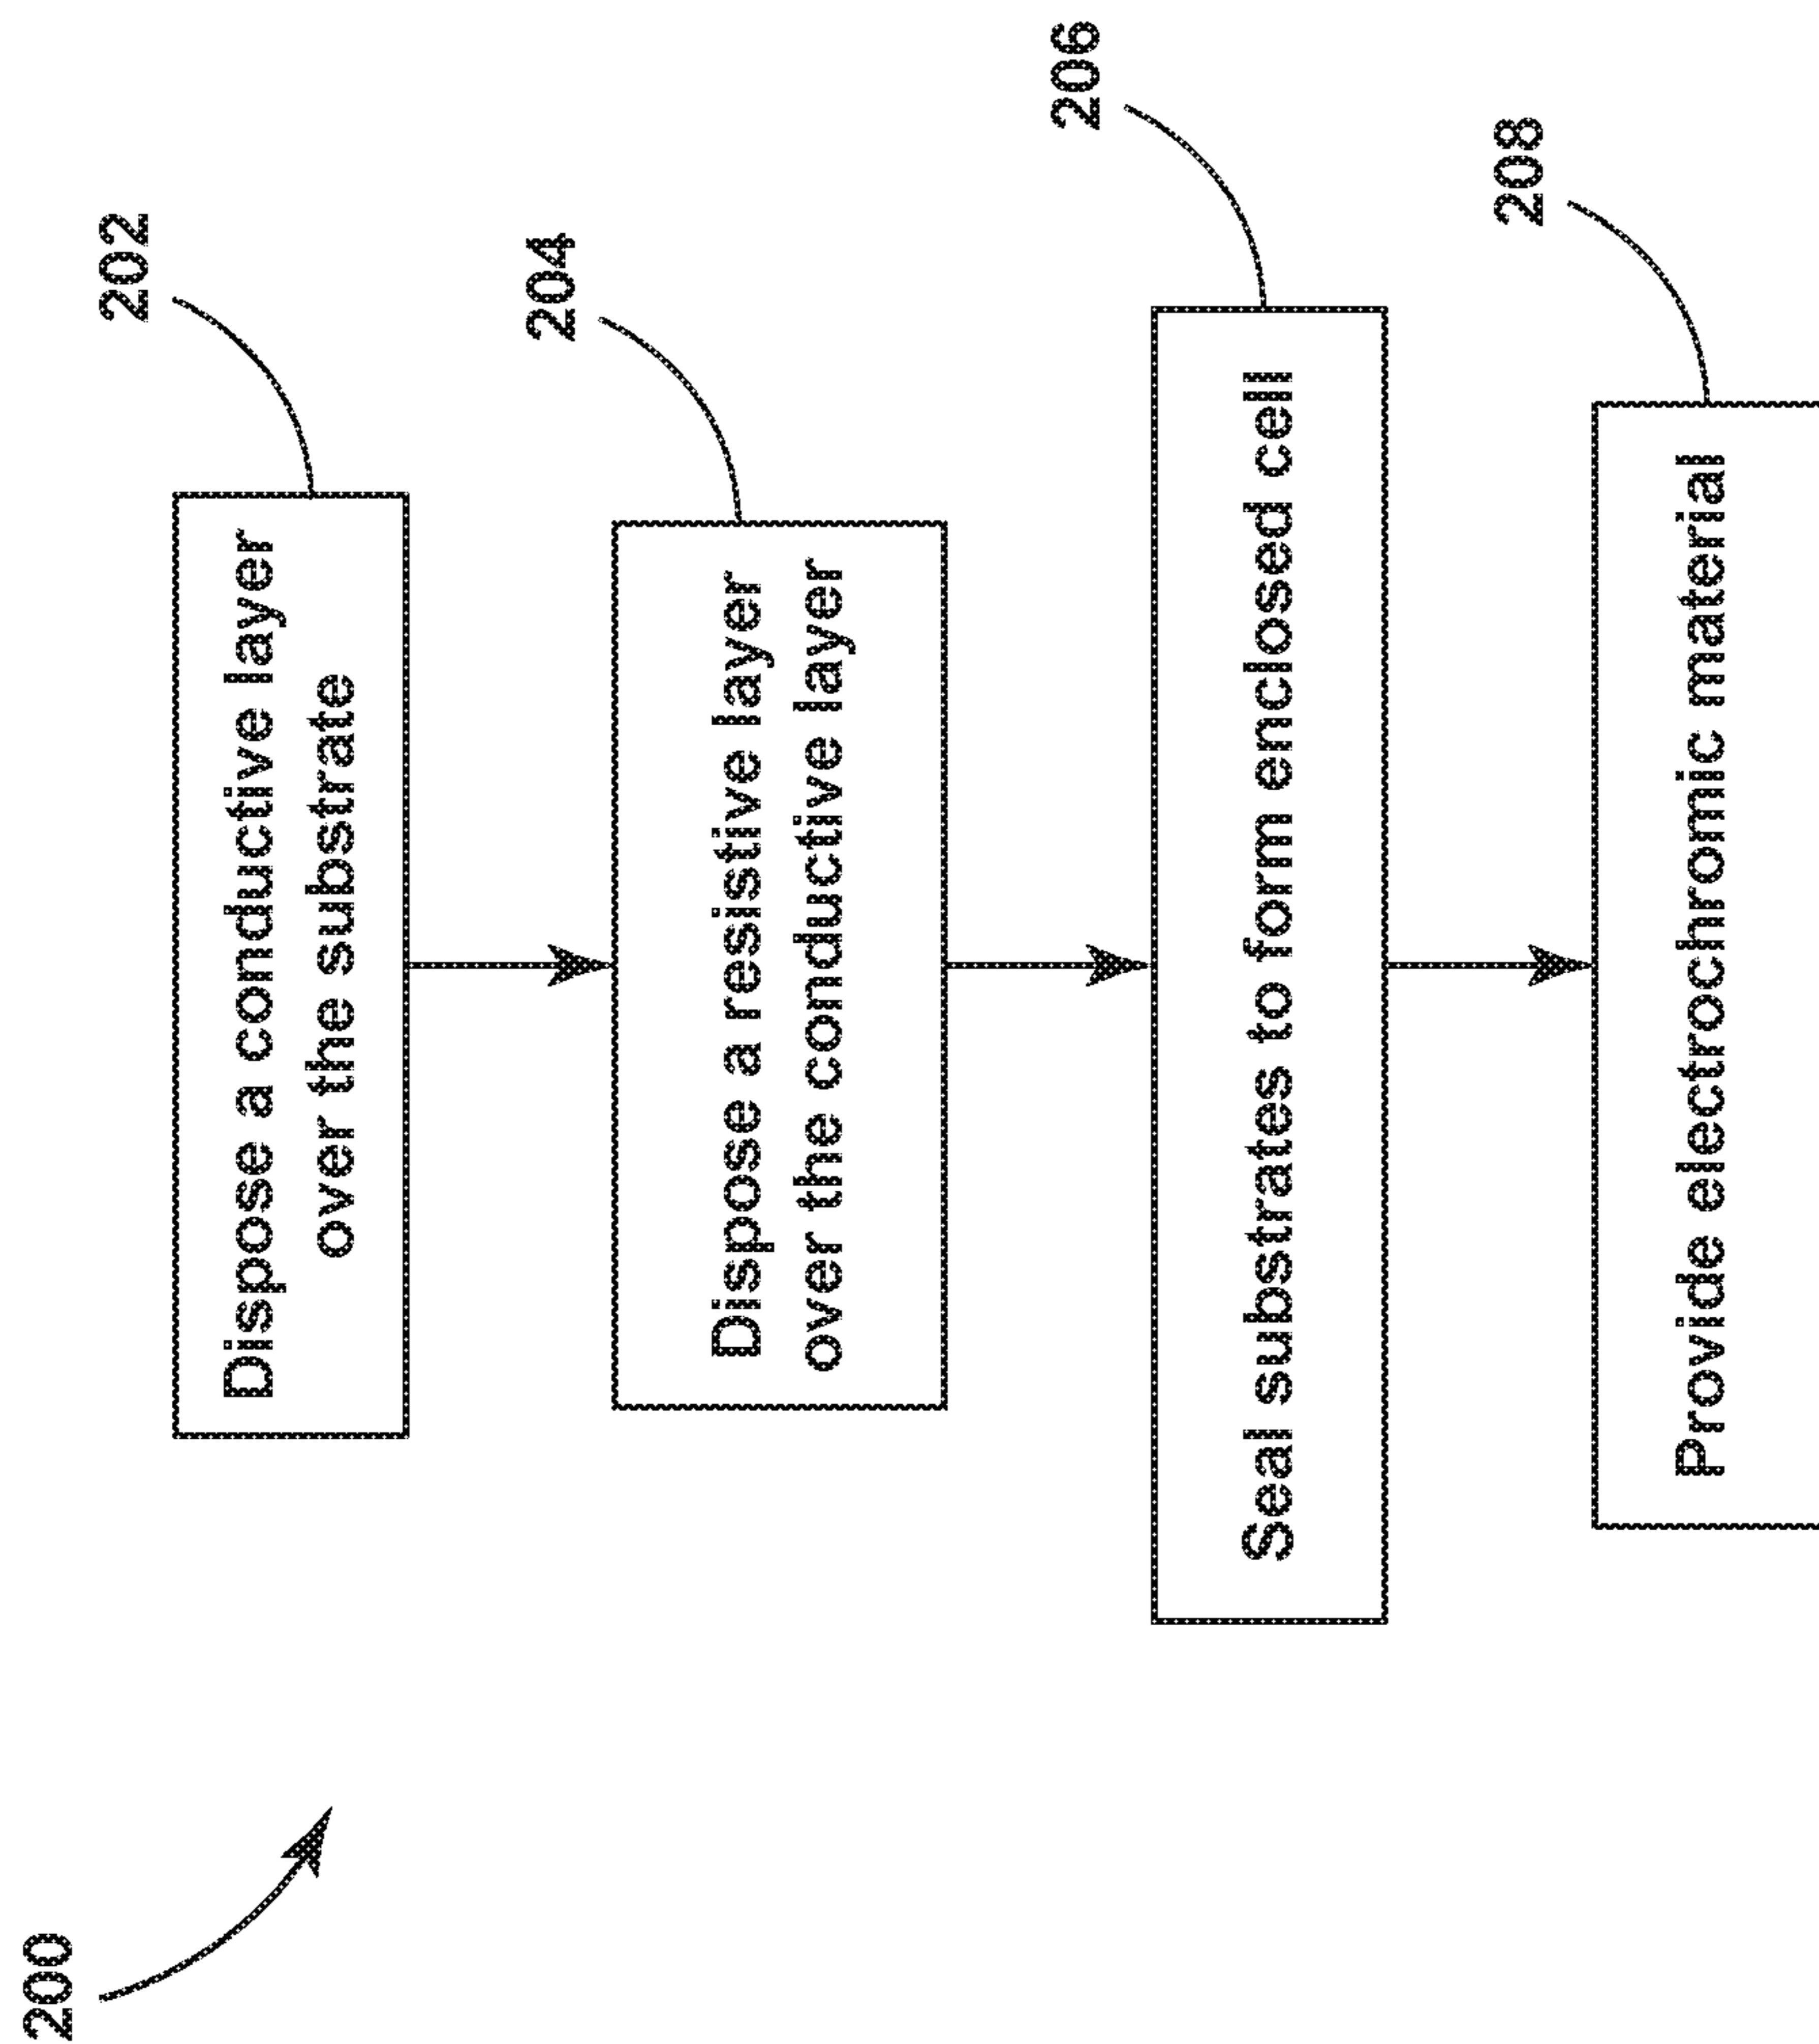 200
202
Dispose a conductive layer
over the substrate
204
Dispose a resistive layer
over the conductive layer
206
Seal substrates to form enclosed cell
208
Provide electrochromic material